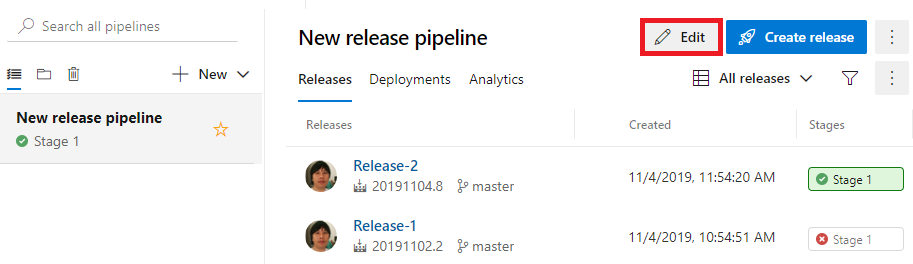 Search all pipelines
New
New release pipeline
Stage 1
New release pipeline
Edit
Create release
Releases
Deployments
Analytics
All releases
Releases
Created
Stages
Release-2
20191104.8
master
11/4/2019, 11:54:20 AM
Stage 1
Release-1
20191102.2
master
11/4/2019, 10:54:51 AM
Stage 1